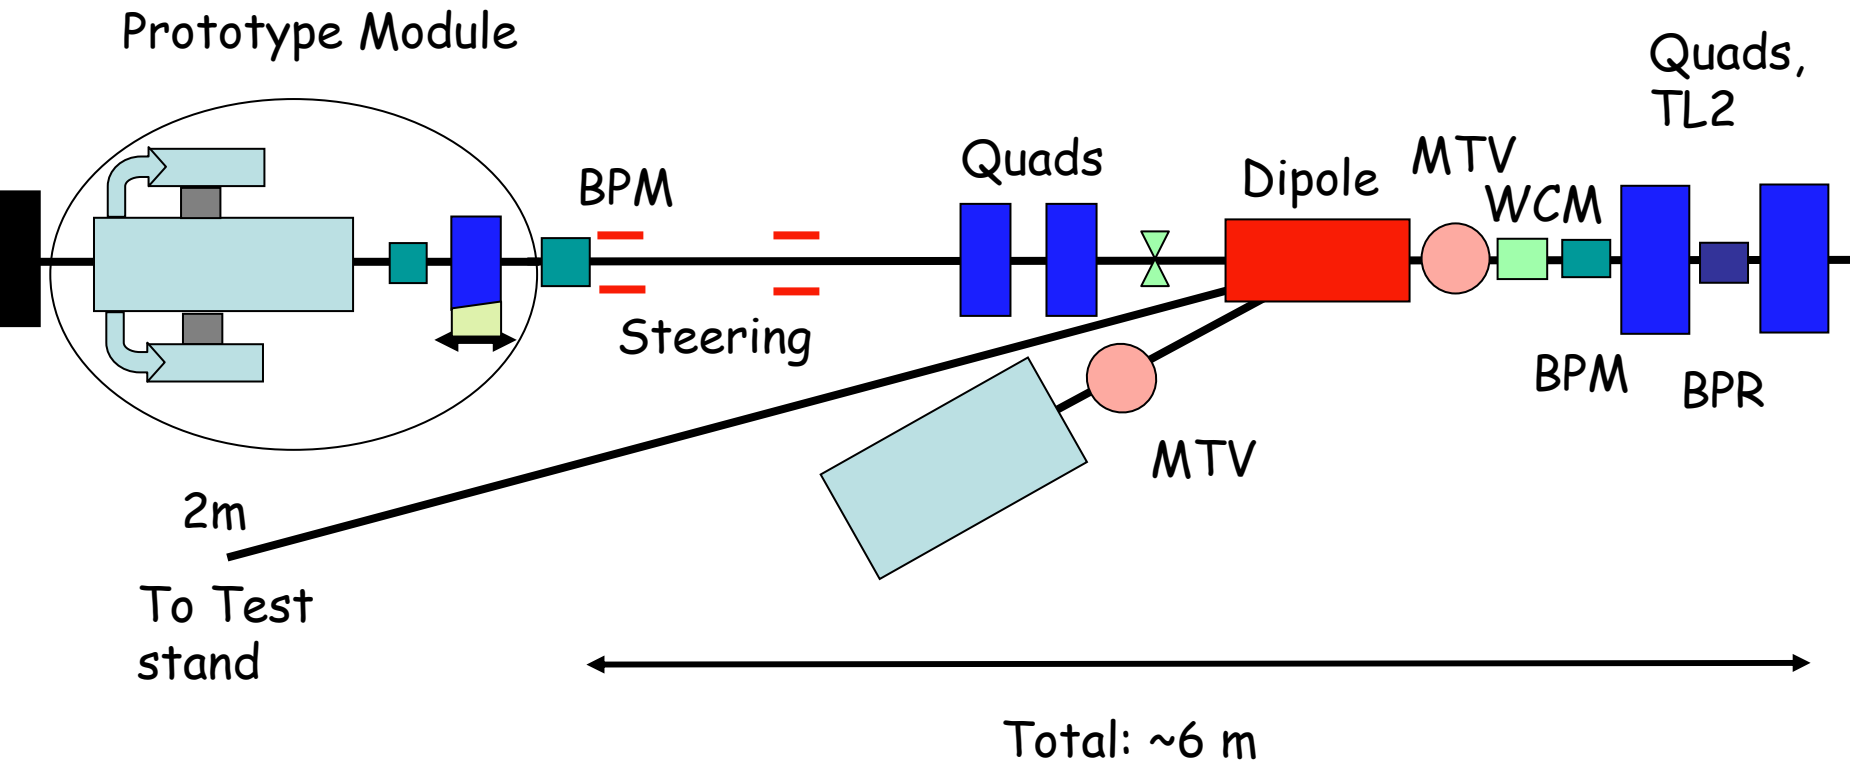 Prototype Module
Quads,
TL2
BPM
Quads
Dipole
MTV
WCM
Steering
BPM
BPR
MTV
2m
To Test
stand
Total: ~6 m